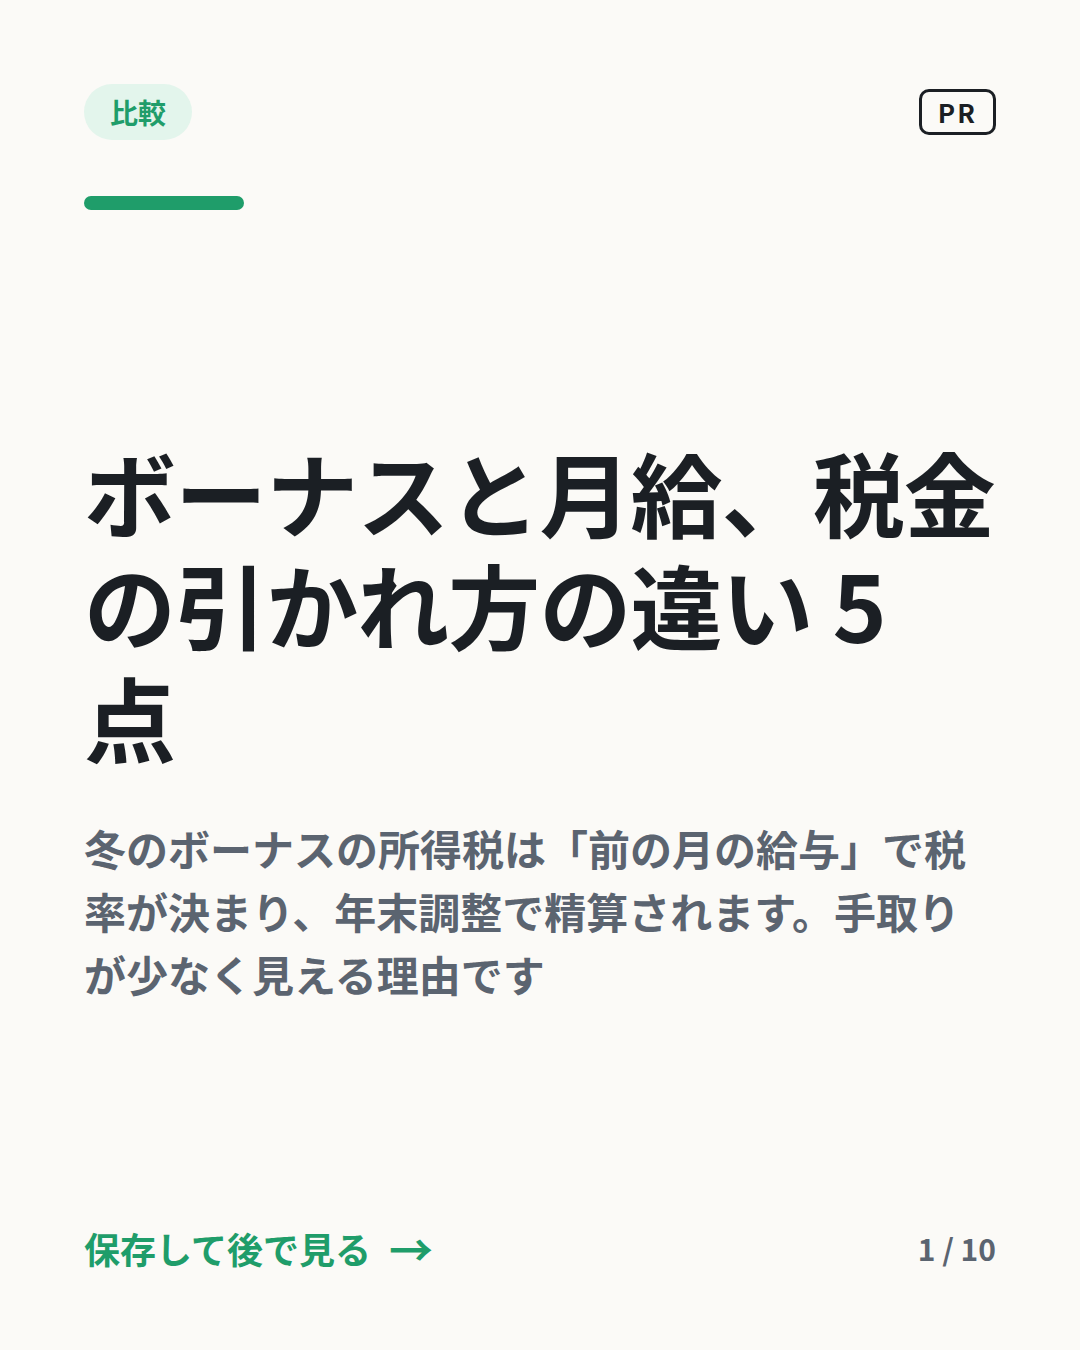 比較
PR
ボーナスと月給、税金
の引かれ方の違い 5
点
冬のボーナスの所得税は「前の月の給与」で税
率が決まり、年末調整で精算されます。手取り
が少なく見える理由です
保存して後で見る →
1 / 10